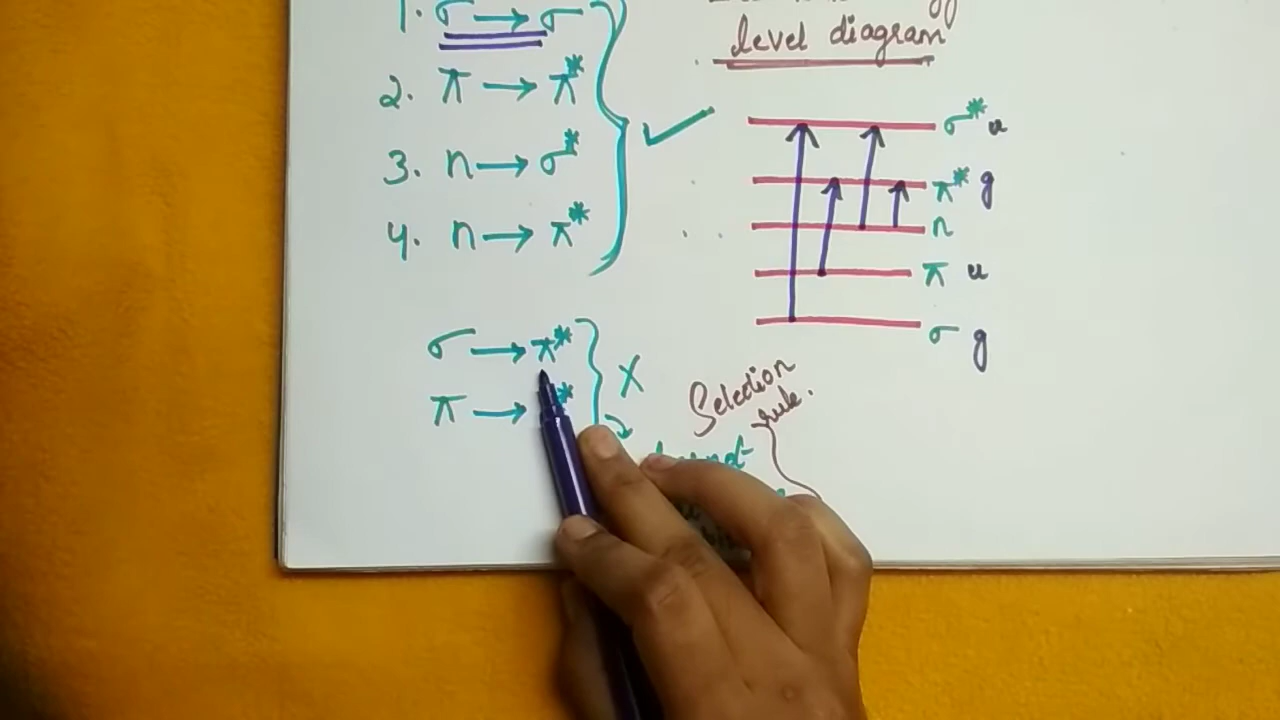 1. σ → σ
2. π → π*
3. n → σ*
4. n → π*
σ → π*
π →
X
level diagram
σ* u
π* g
n
π u
σ g
Selection
rule.